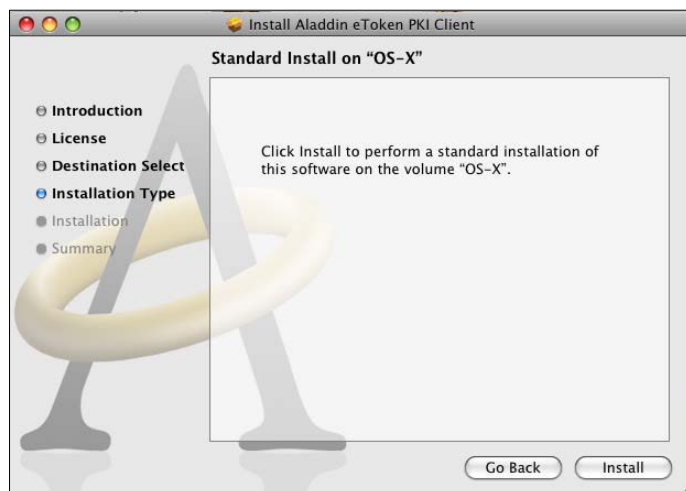 Install Aladdin eToken PKI Client
Standard Install on “OS-X”
Introduction
License
Destination Select
Installation Type
Installation
Summary
Click Install to perform a standard installation of
this software on the volume “OS-X”.
Go Back
Install